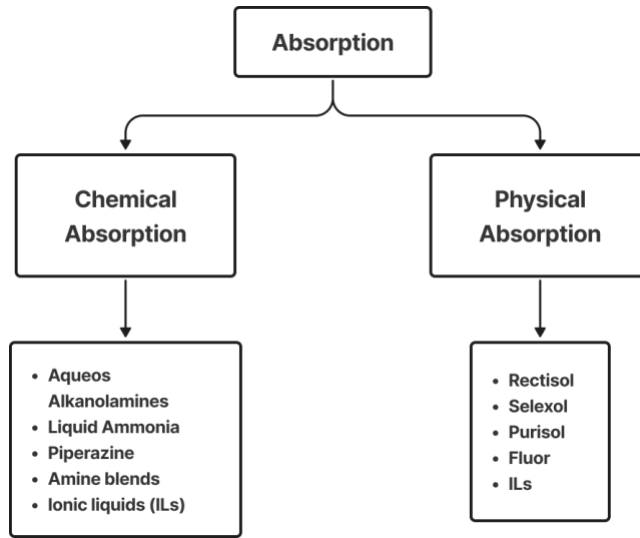 Absorption
Chemical
Absorption
Physical
Absorption
• Aqueos
Alkanolamines
• Liquid Ammonia
• Piperazine
• Amine blends
• Ionic liquids (ILs)
• Rectisol
• Selexol
• Purisol
• Fluor
• ILs